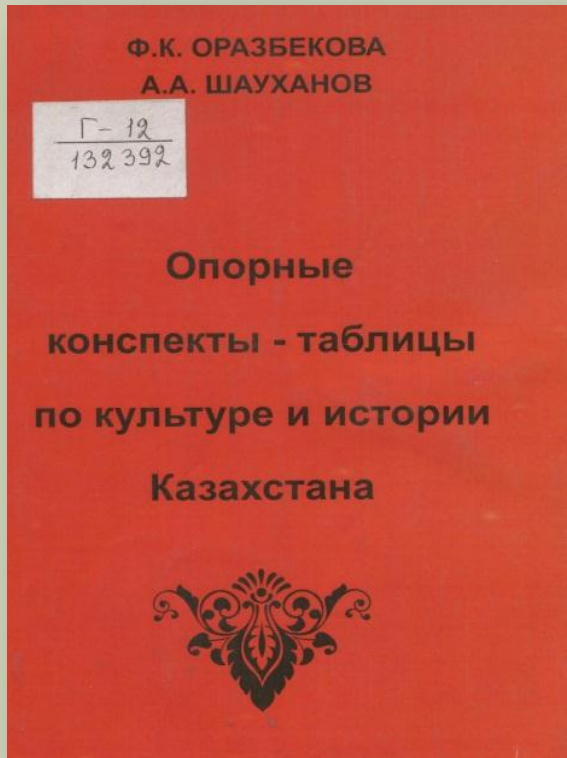 Ф.К. ОРАЗБЕКОВА
А.А. ШАУХАНОВ
Г-12
132392
Опорные
конспекты - таблицы
по культуре и истории
Казахстана